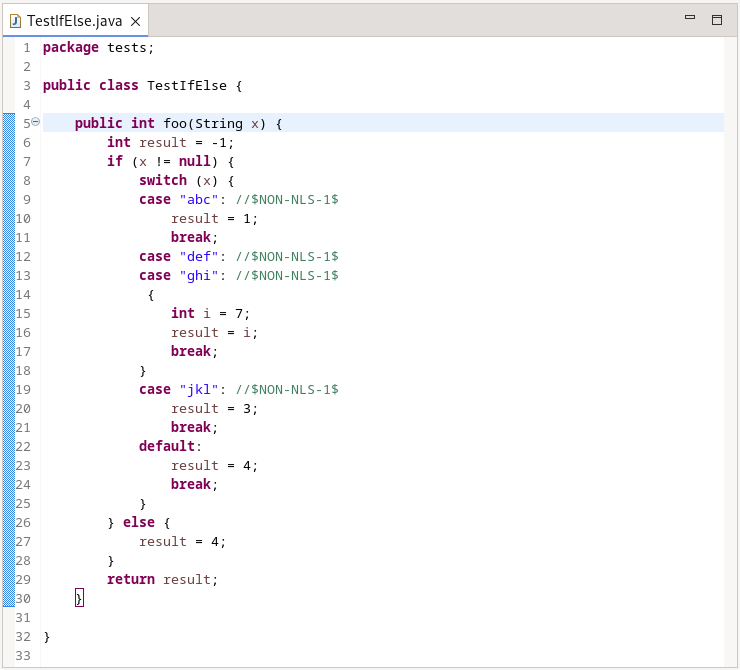 TestIfElse.java
1 package tests;
2
3 public class TestIfElse {
4
5     public int foo(String x) {
6         int result = -1;
7         if (x != null) {
8             switch (x) {
9             case "abc": //$NON-NLS-1$
10                 result = 1;
11                 break;
12             case "def": //$NON-NLS-1$
13             case "ghi": //$NON-NLS-1$
14              {
15                 int i = 7;
16                 result = i;
17                 break;
18             }
19             case "jkl": //$NON-NLS-1$
20                 result = 3;
21                 break;
22             default:
23                 result = 4;
24                 break;
25             }
26         } else {
27             result = 4;
28         }
29         return result;
30     }
31
32 }
33